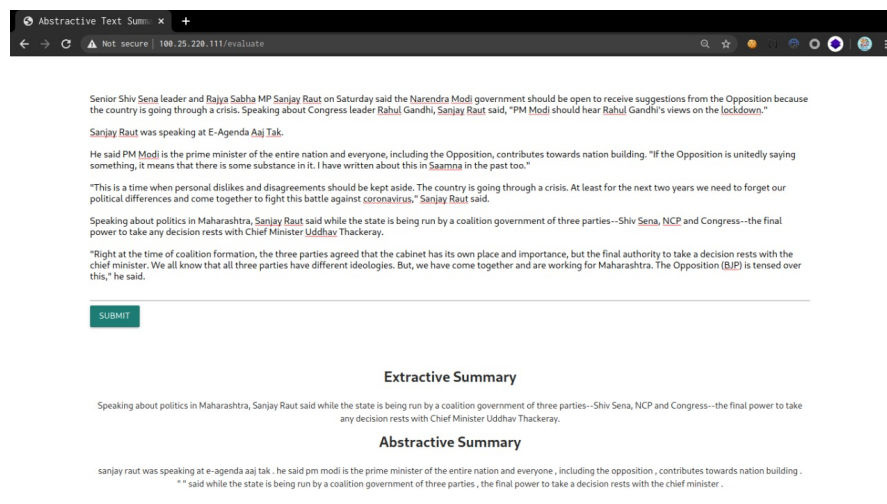 Abstractive Text Summ
Not secure | 100.25.220.111/evaluate
Senior Shiv Sena leader and Rajya Sabha MP Sanjay Raut on Saturday said the Narendra Modi government should be open to receive suggestions from the Opposition because
the country is going through a crisis. Speaking about Congress leader Rahul Gandhi, Sanjay Raut said, "PM Modi should hear Rahul Gandhi's views on the lockdown."
Sanjay Raut was speaking at E-Agenda Aaj Tak.
He said PM Modi is the prime minister of the entire nation and everyone, including the Opposition, contributes towards nation building. "If the Opposition is unitedly saying
something, it means that there is some substance in it. I have written about this in Saamna in the past too."
"This is a time when personal dislikes and disagreements should be kept aside. The country is going through a crisis. At least for the next two years we need to forget our
political differences and come together to fight this battle against coronavirus," Sanjay Raut said.
Speaking about politics in Maharashtra, Sanjay Raut said while the state is being run by a coalition government of three parties--Shiv Sena, NCP and Congress--the final
power to take any decision rests with Chief Minister Uddhav Thackeray.
"Right at the time of coalition formation, the three parties agreed that the cabinet has its own place and importance, but the final authority to take a decision rests with the
chief minister. We all know that all three parties have different ideologies. But, we have come together and are working for Maharashtra. The Opposition (BJP) is tensed over
this," he said.
SUBMIT
Extractive Summary
Speaking about politics in Maharashtra, Sanjay Raut said while the state is being run by a coalition government of three parties--Shiv Sena, NCP and Congress--the final power to take
any decision rests with Chief Minister Uddhav Thackeray.
Abstractive Summary
sanjay raut was speaking at e-agenda aaj tak . he said pm modi is the prime minister of the entire nation and everyone , including the opposition , contributes towards nation building .
" " said while the state is being run by a coalition government of three parties , the final power to take a decision rests with the chief minister .